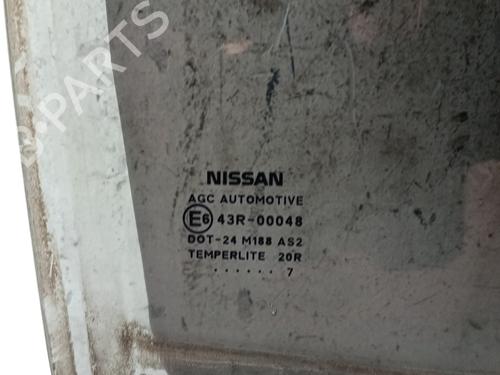 B-PARTS
NISSAN
AGC AUTOMOTIVE
E6 43R-00048
DOT-24 M188 AS2
TEMPERLITE 20R
...... 7